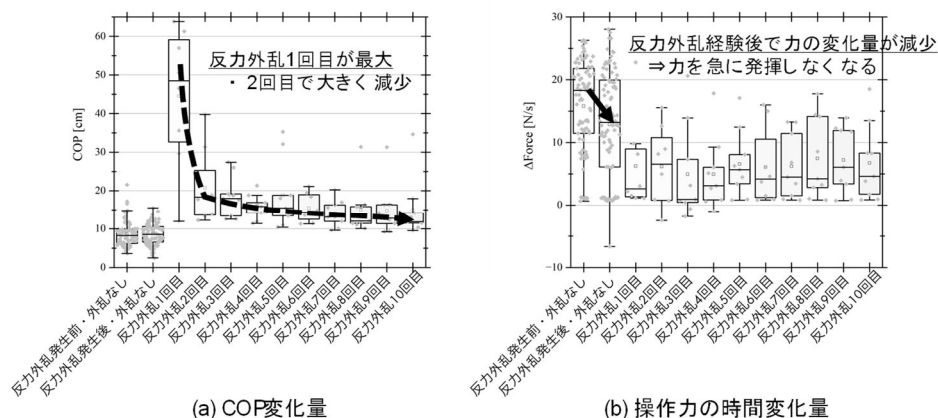 60
50
40
30
20
10
0
COP [cm]
反力外乱1回目が最大
・2回目で大きく減少
反力外乱発生前・外乱なし
反力外乱発生後・外乱なし
反力外乱1回目
反力外乱2回目
反力外乱3回目
反力外乱4回目
反力外乱5回目
反力外乱6回目
反力外乱7回目
反力外乱8回目
反力外乱9回目
反力外乱10回目
(a) COP変化量
30
20
10
0
−10
ΔForce [N/s]
反力外乱経験後で力の変化量が減少
⇒力を急に発揮しなくなる
反力外乱発生前・外乱なし
反力外乱発生後・外乱なし
反力外乱1回目
反力外乱2回目
反力外乱3回目
反力外乱4回目
反力外乱5回目
反力外乱6回目
反力外乱7回目
反力外乱8回目
反力外乱9回目
反力外乱10回目
(b) 操作力の時間変化量